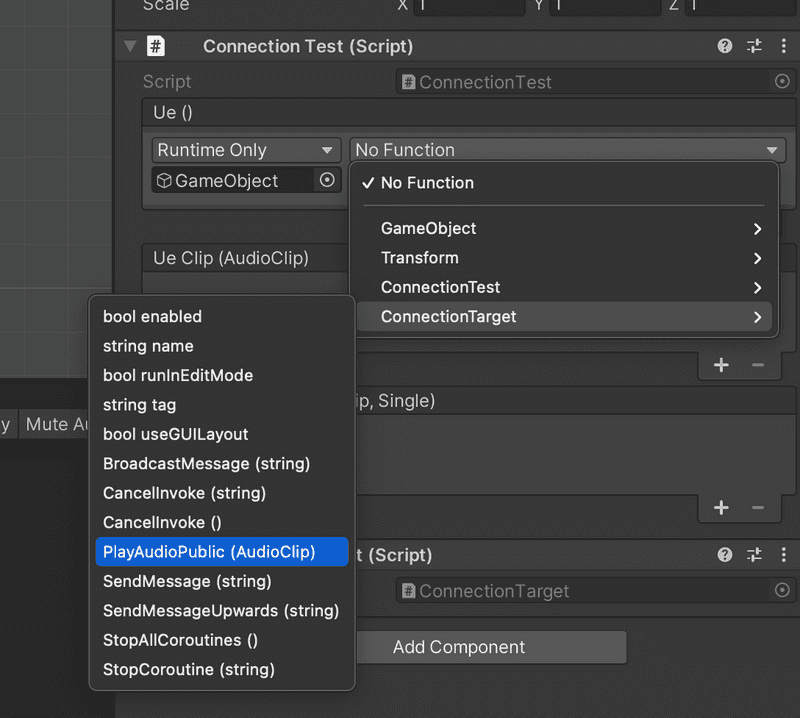 Scale X 1 Y 1 Z 1
# Connection Test (Script)
Script # ConnectionTest
Ue ()
Runtime Only No Function
GameObject
✓ No Function
GameObject
Transform
ConnectionTest
ConnectionTarget
Ue Clip (AudioClip)
bool enabled
string name
bool runInEditMode
string tag
bool useGUILayout
BroadcastMessage (string)
CancelInvoke (string)
CancelInvoke ()
PlayAudioPublic (AudioClip)
SendMessage (string)
SendMessageUpwards (string)
StopAllCoroutines ()
StopCoroutine (string)
+ −
ip, Single)
y Mute Au
+ −
t (Script)
# ConnectionTarget
Add Component